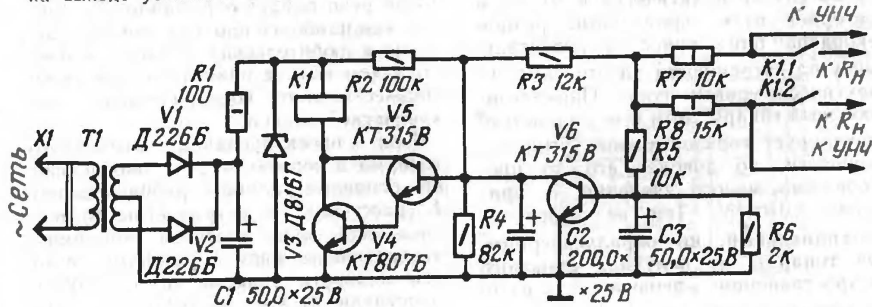 К УНЧ
К Rн
К Rн
К УНЧ
К1.1
К1.2
R1
100
К1
R2 100к
R3 12к
R7 10к
R8 15к
V1
Д226Б
V5
КТ315В
V6
КТ315В
R5
10К
X1
T1
~Сеть
V2
Д226Б
V3 Д816Г
V4
КТ807Б
R4
82к
C1 50,0×25В
C2
200,0×
×25В
C3
50,0×25В
R6
2К